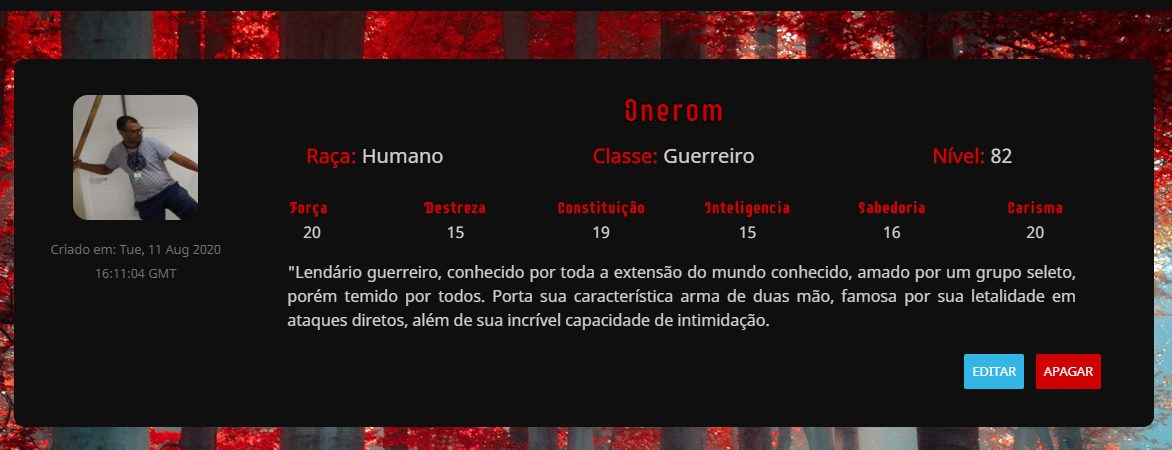 Onerom
Raça: Humano Classe: Guerreiro Nível: 82
Força Destreza Constituição Inteligencia Sabedoria Carisma
20 15 19 15 16 20
Criado em: Tue, 11 Aug 2020
16:11:04 GMT
"Lendário guerreiro, conhecido por toda a extensão do mundo conhecido, amado por um grupo seleto,
porém temido por todos. Porta sua característica arma de duas mão, famosa por sua letalidade em
ataques diretos, além de sua incrível capacidade de intimidação.
EDITAR APAGAR